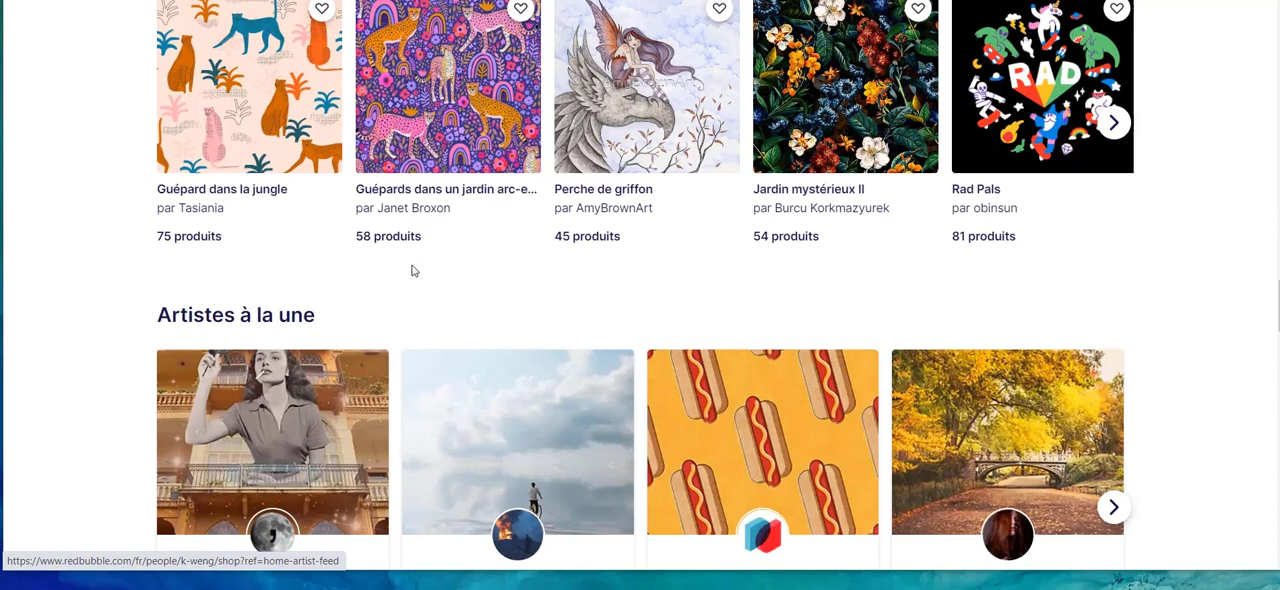 RAD
Guépard dans la jungle
par Tasiania
75 produits
Guépards dans un jardin arc-e...
par Janet Broxon
58 produits
Perche de griffon
par AmyBrownArt
45 produits
Jardin mystérieux II
par Burcu Korkmazyurek
54 produits
Rad Pals
par obinsun
81 produits
Artistes à la une
https://www.redbubble.com/fr/people/k-weng/shop?ref=home-artist-feed